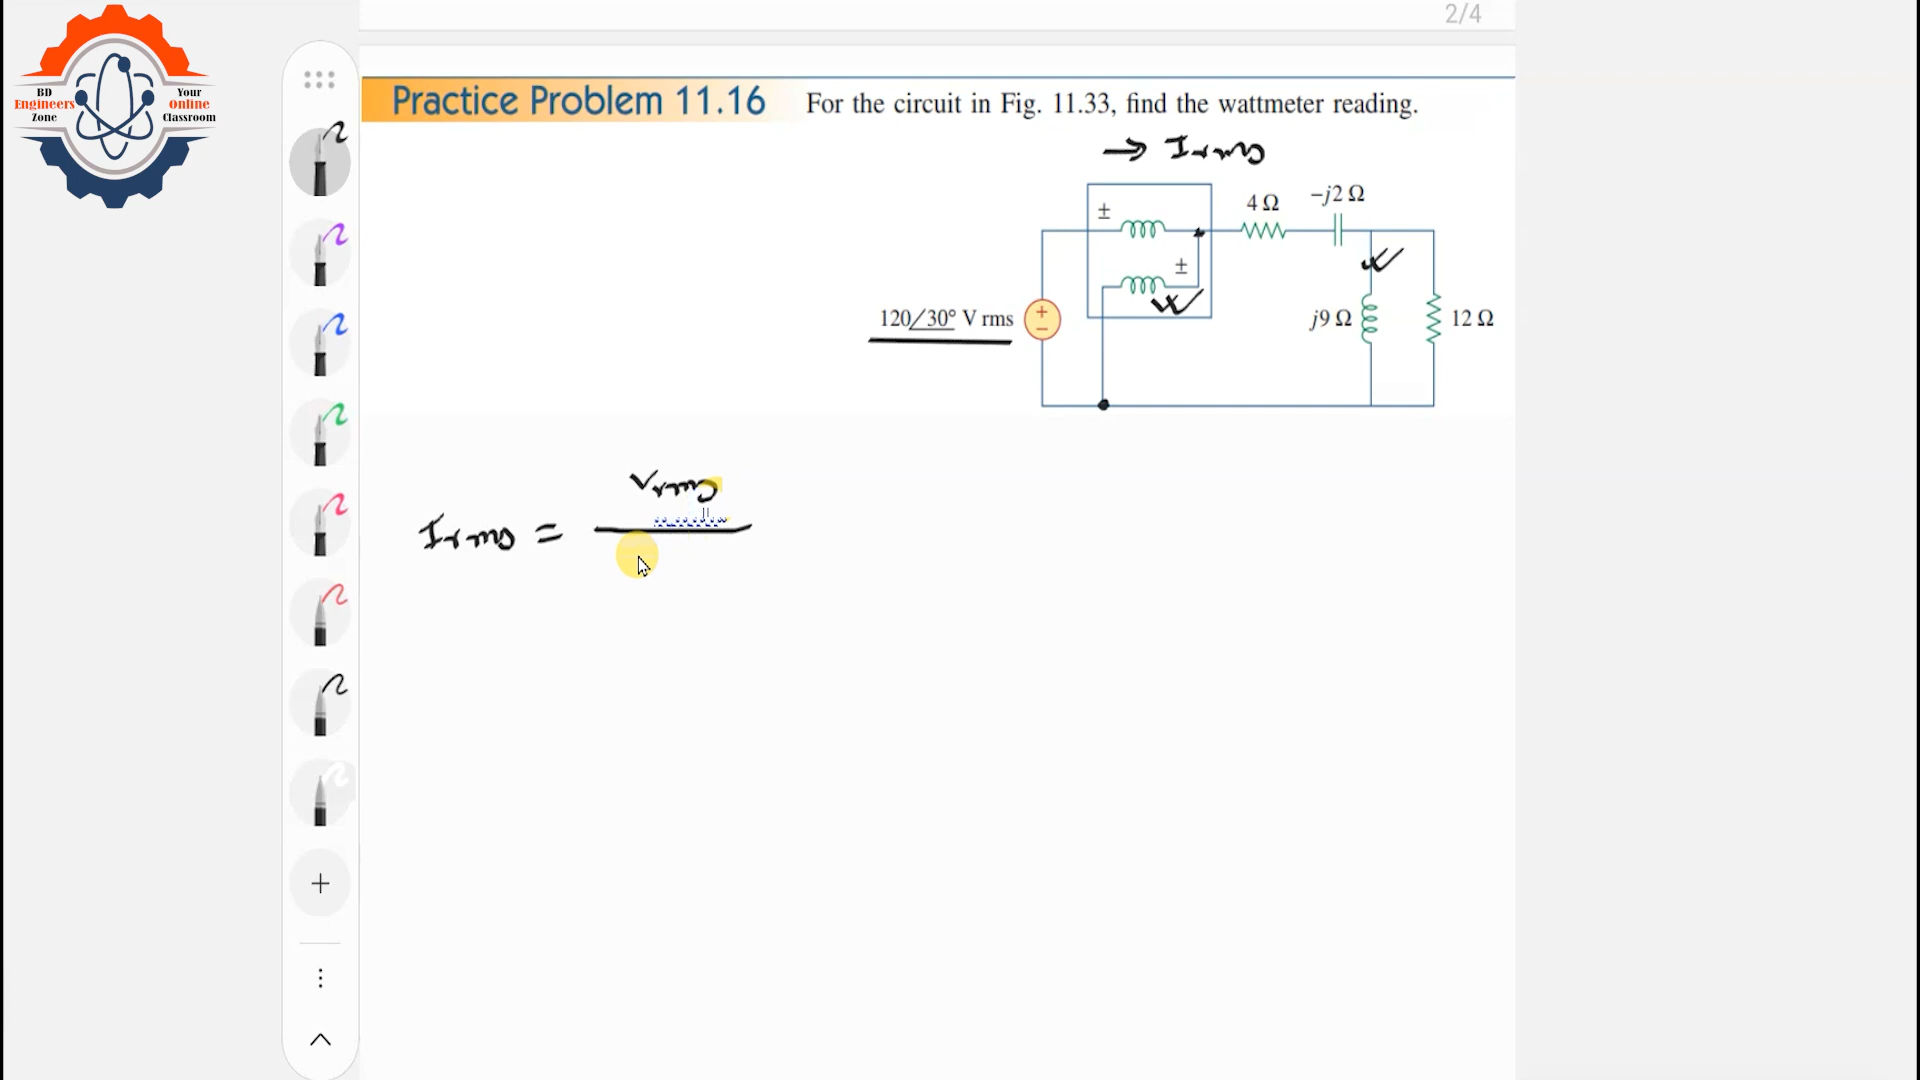 2/4
BD
Engineers
Zone
Your
Online
Classroom
Practice Problem 11.16 For the circuit in Fig. 11.33, find the wattmeter reading.
→ Irms
4 Ω
−j2 Ω
±
±
120/30° V rms
+
−
j9 Ω
12 Ω
Irms = Vrms